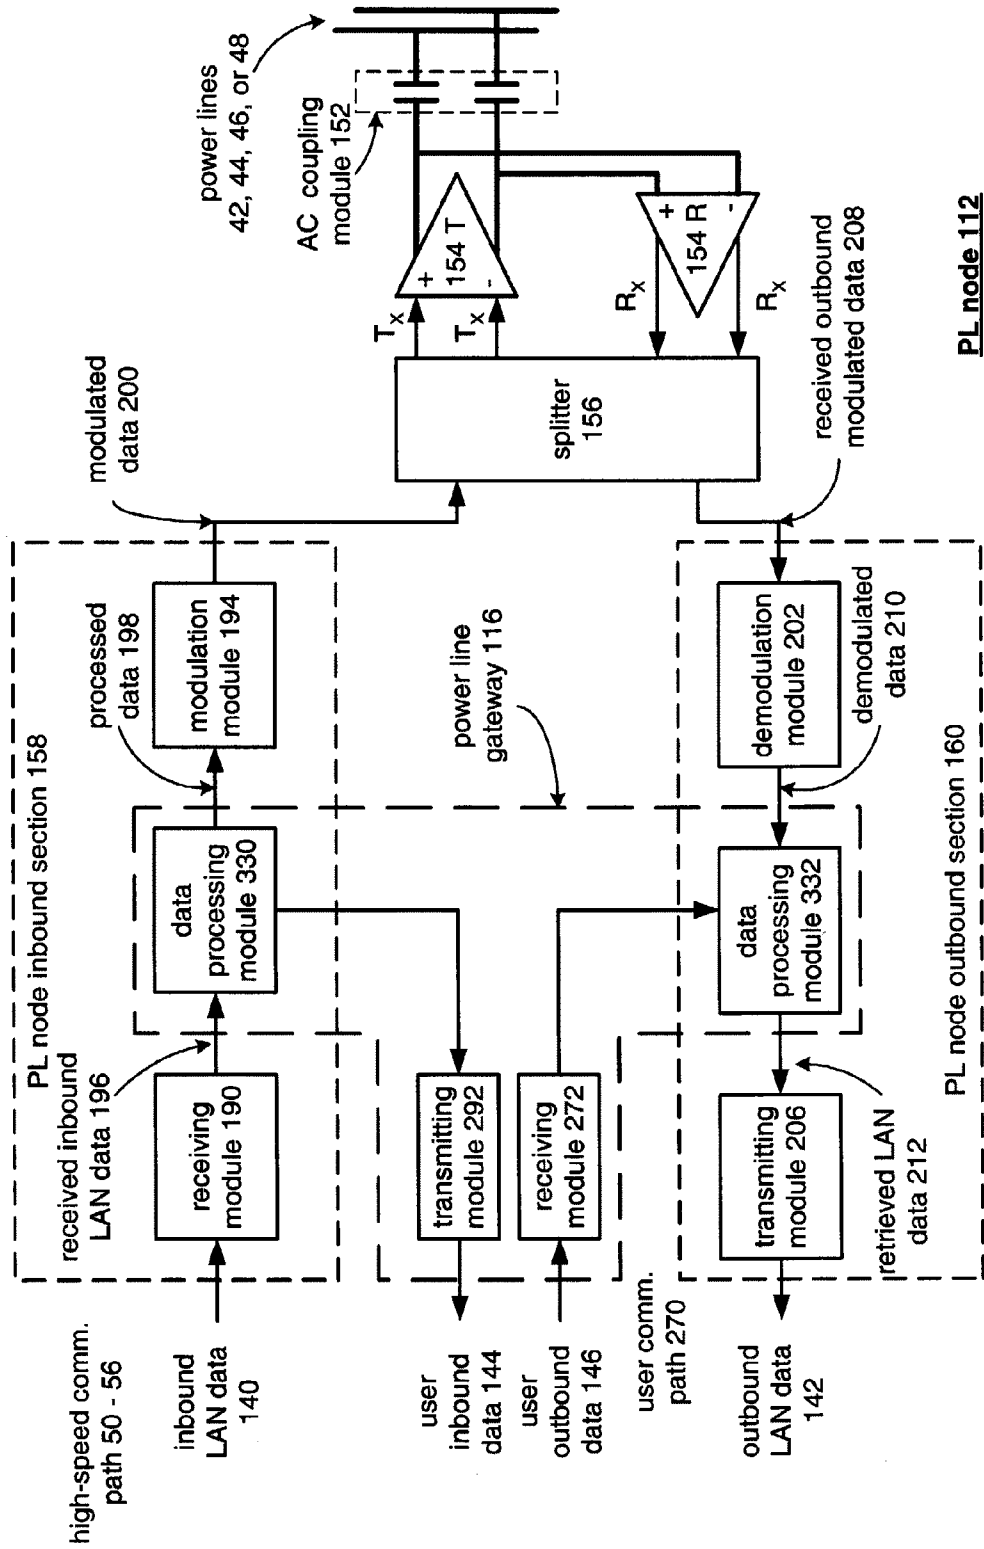 high-speed comm.
path 50 - 56
inbound
LAN data
140
received inbound
LAN data 196
PL node inbound section 158
receiving
module 190
data
processing
module 330
processed
data 198
modulation
module 194
modulated
data 200
user
inbound
data 144
transmitting
module 292
user
outbound
data 146
receiving
module 272
user comm.
path 270
power line
gateway 116
splitter
156
TX
TX
RX
RX
+
154 T
-
+
154 R
-
AC coupling
module 152
power lines
42, 44, 46, or 48
outbound
LAN data
142
transmitting
module 206
retrieved LAN
data 212
data
processing
module 332
demodulated
data 210
demodulation
module 202
received outbound
modulated data 208
PL node outbound section 160
PL node 112